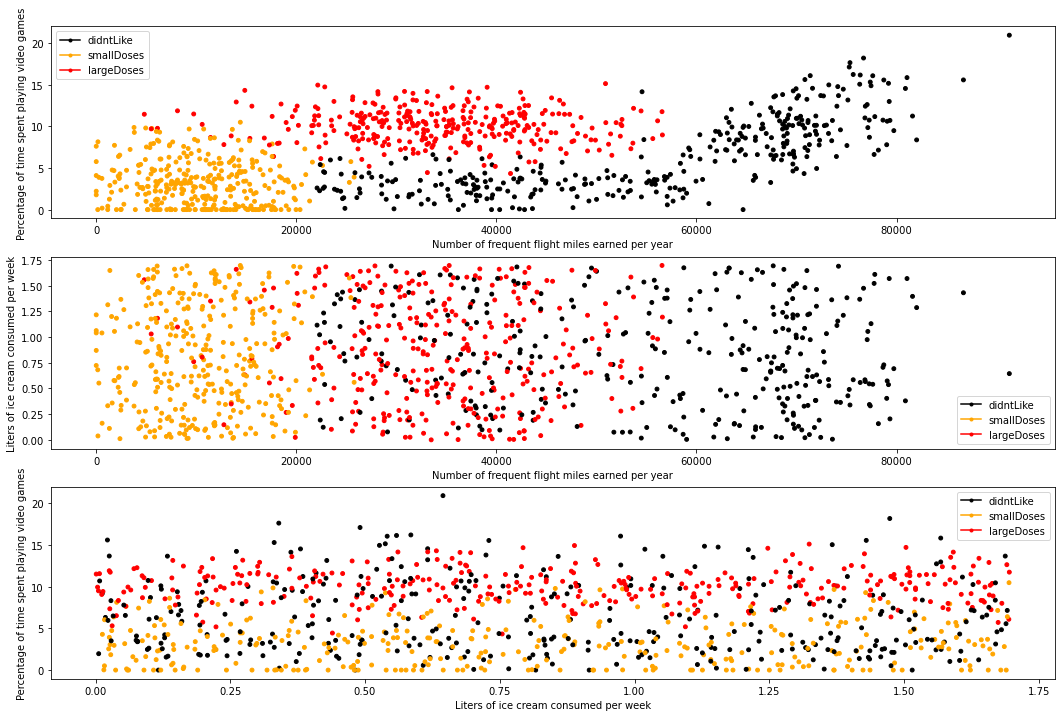 Percentage of time spent playing video games
20
15
10
5
0
didntLike
smallDoses
largeDoses
0 20000 40000 60000 80000
Number of frequent flight miles earned per year
Liters of ice cream consumed per week
1.75
1.50
1.25
1.00
0.75
0.50
0.25
0.00
didntLike
smallDoses
largeDoses
0 20000 40000 60000 80000
Number of frequent flight miles earned per year
Percentage of time spent playing video games
20
15
10
5
0
didntLike
smallDoses
largeDoses
0.00 0.25 0.50 0.75 1.00 1.25 1.50 1.75
Liters of ice cream consumed per week